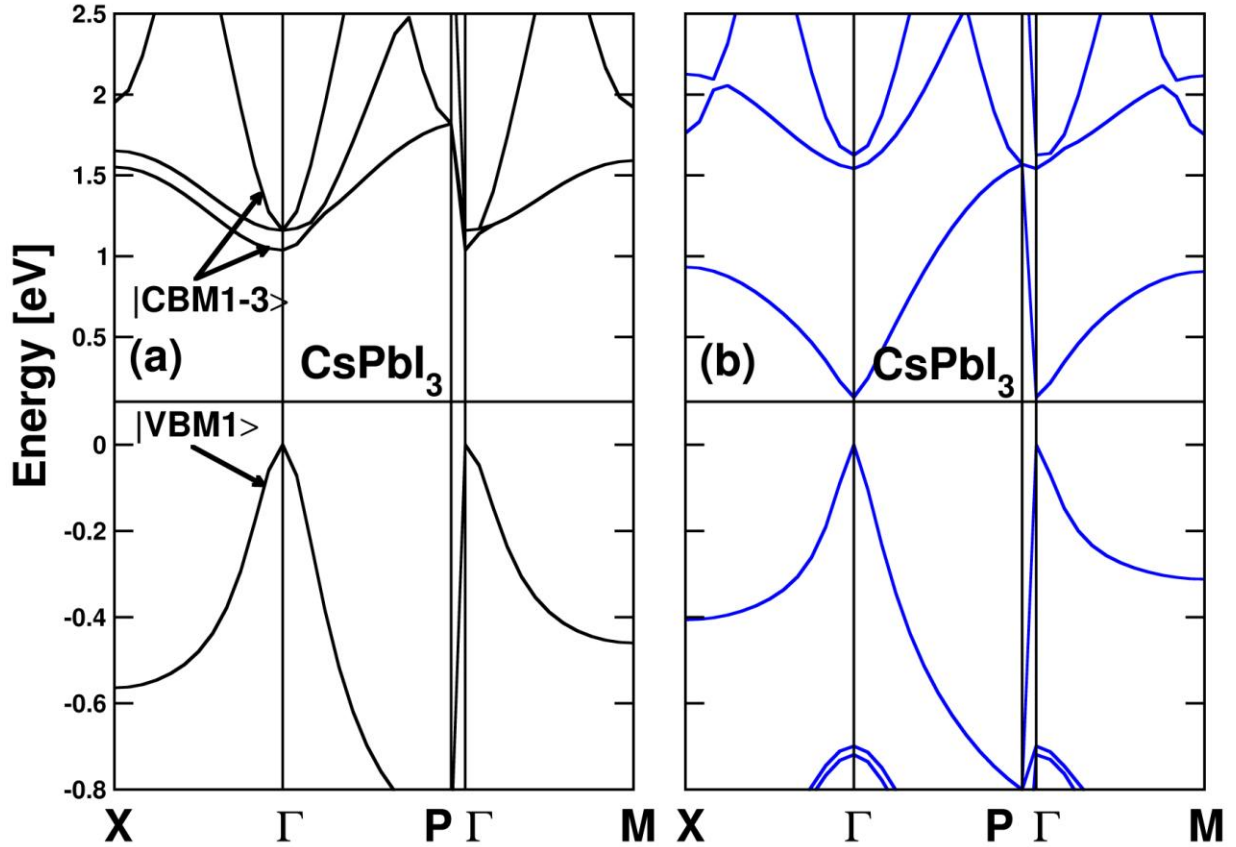 Energy [eV]
2.5
2
1.5
1
0.5
0
-0.2
-0.4
-0.6
-0.8
|CBM1-3>
(a)
CsPbI3
|VBM1>
X Γ P Γ M
(b)
CsPbI3
X Γ P Γ M